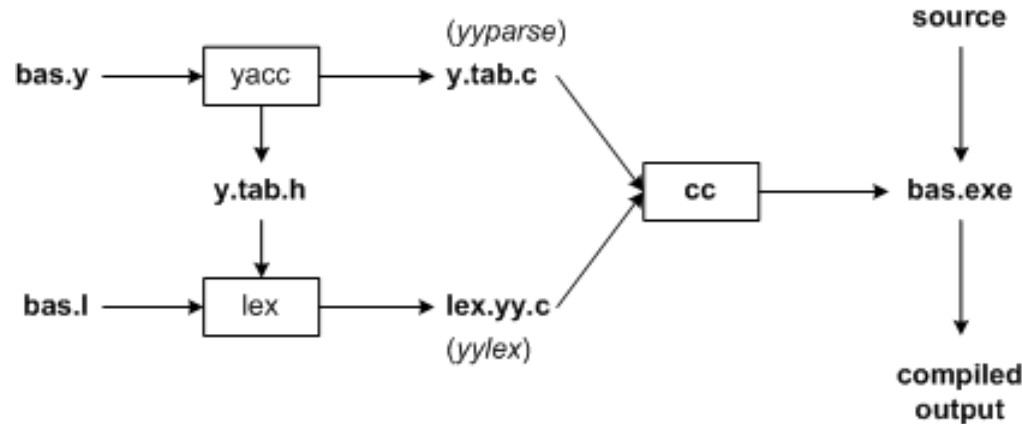 (yyparse)
source
bas.y
yacc
y.tab.c
y.tab.h
cc
bas.exe
bas.l
lex
lex.yy.c
(yylex)
compiled
output